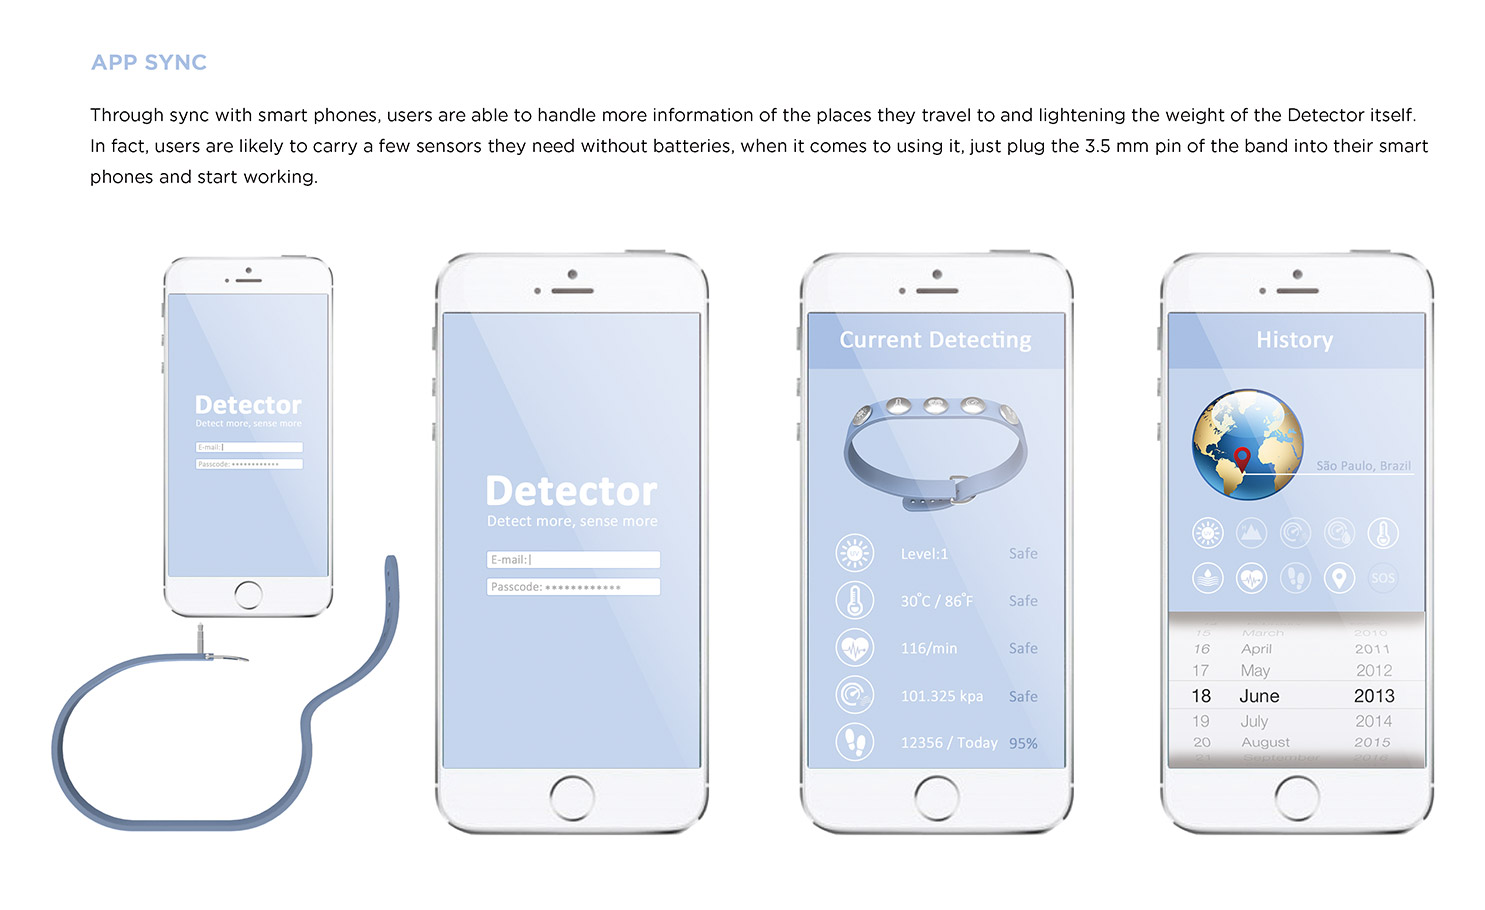 APP SYNC
Through sync with smart phones, users are able to handle more information of the places they travel to and lightening the weight of the Detector itself.
In fact, users are likely to carry a few sensors they need without batteries, when it comes to using it, just plug the 3.5 mm pin of the band into their smart
phones and start working.
Detector
Detect more, sense more
E-mail:|
Passcode: ************
Detector
Detect more, sense more
E-mail:|
Passcode: ************
Current Detecting
UV Level:1 Safe
30°C / 86°F Safe
116/min Safe
101.325 kpa Safe
12356 / Today 95%
History
São Paulo, Brazil
UV
SOS
15 March 2010
16 April 2011
17 May 2012
18 June 2013
19 July 2014
20 August 2015
21 September 2016